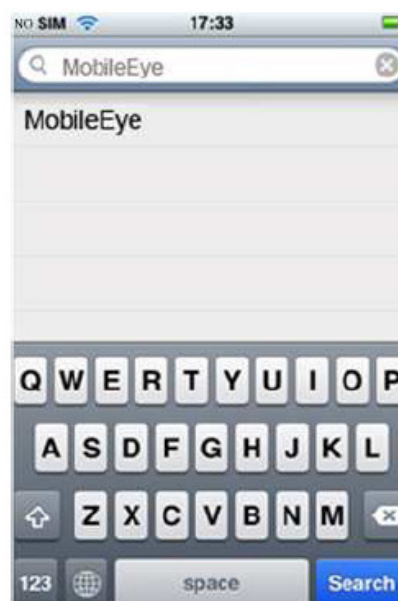 NO SIM 17:33
MobileEye
MobileEye
Q W E R T Y U I O P
A S D F G H J K L
Z X C V B N M
123 space Search